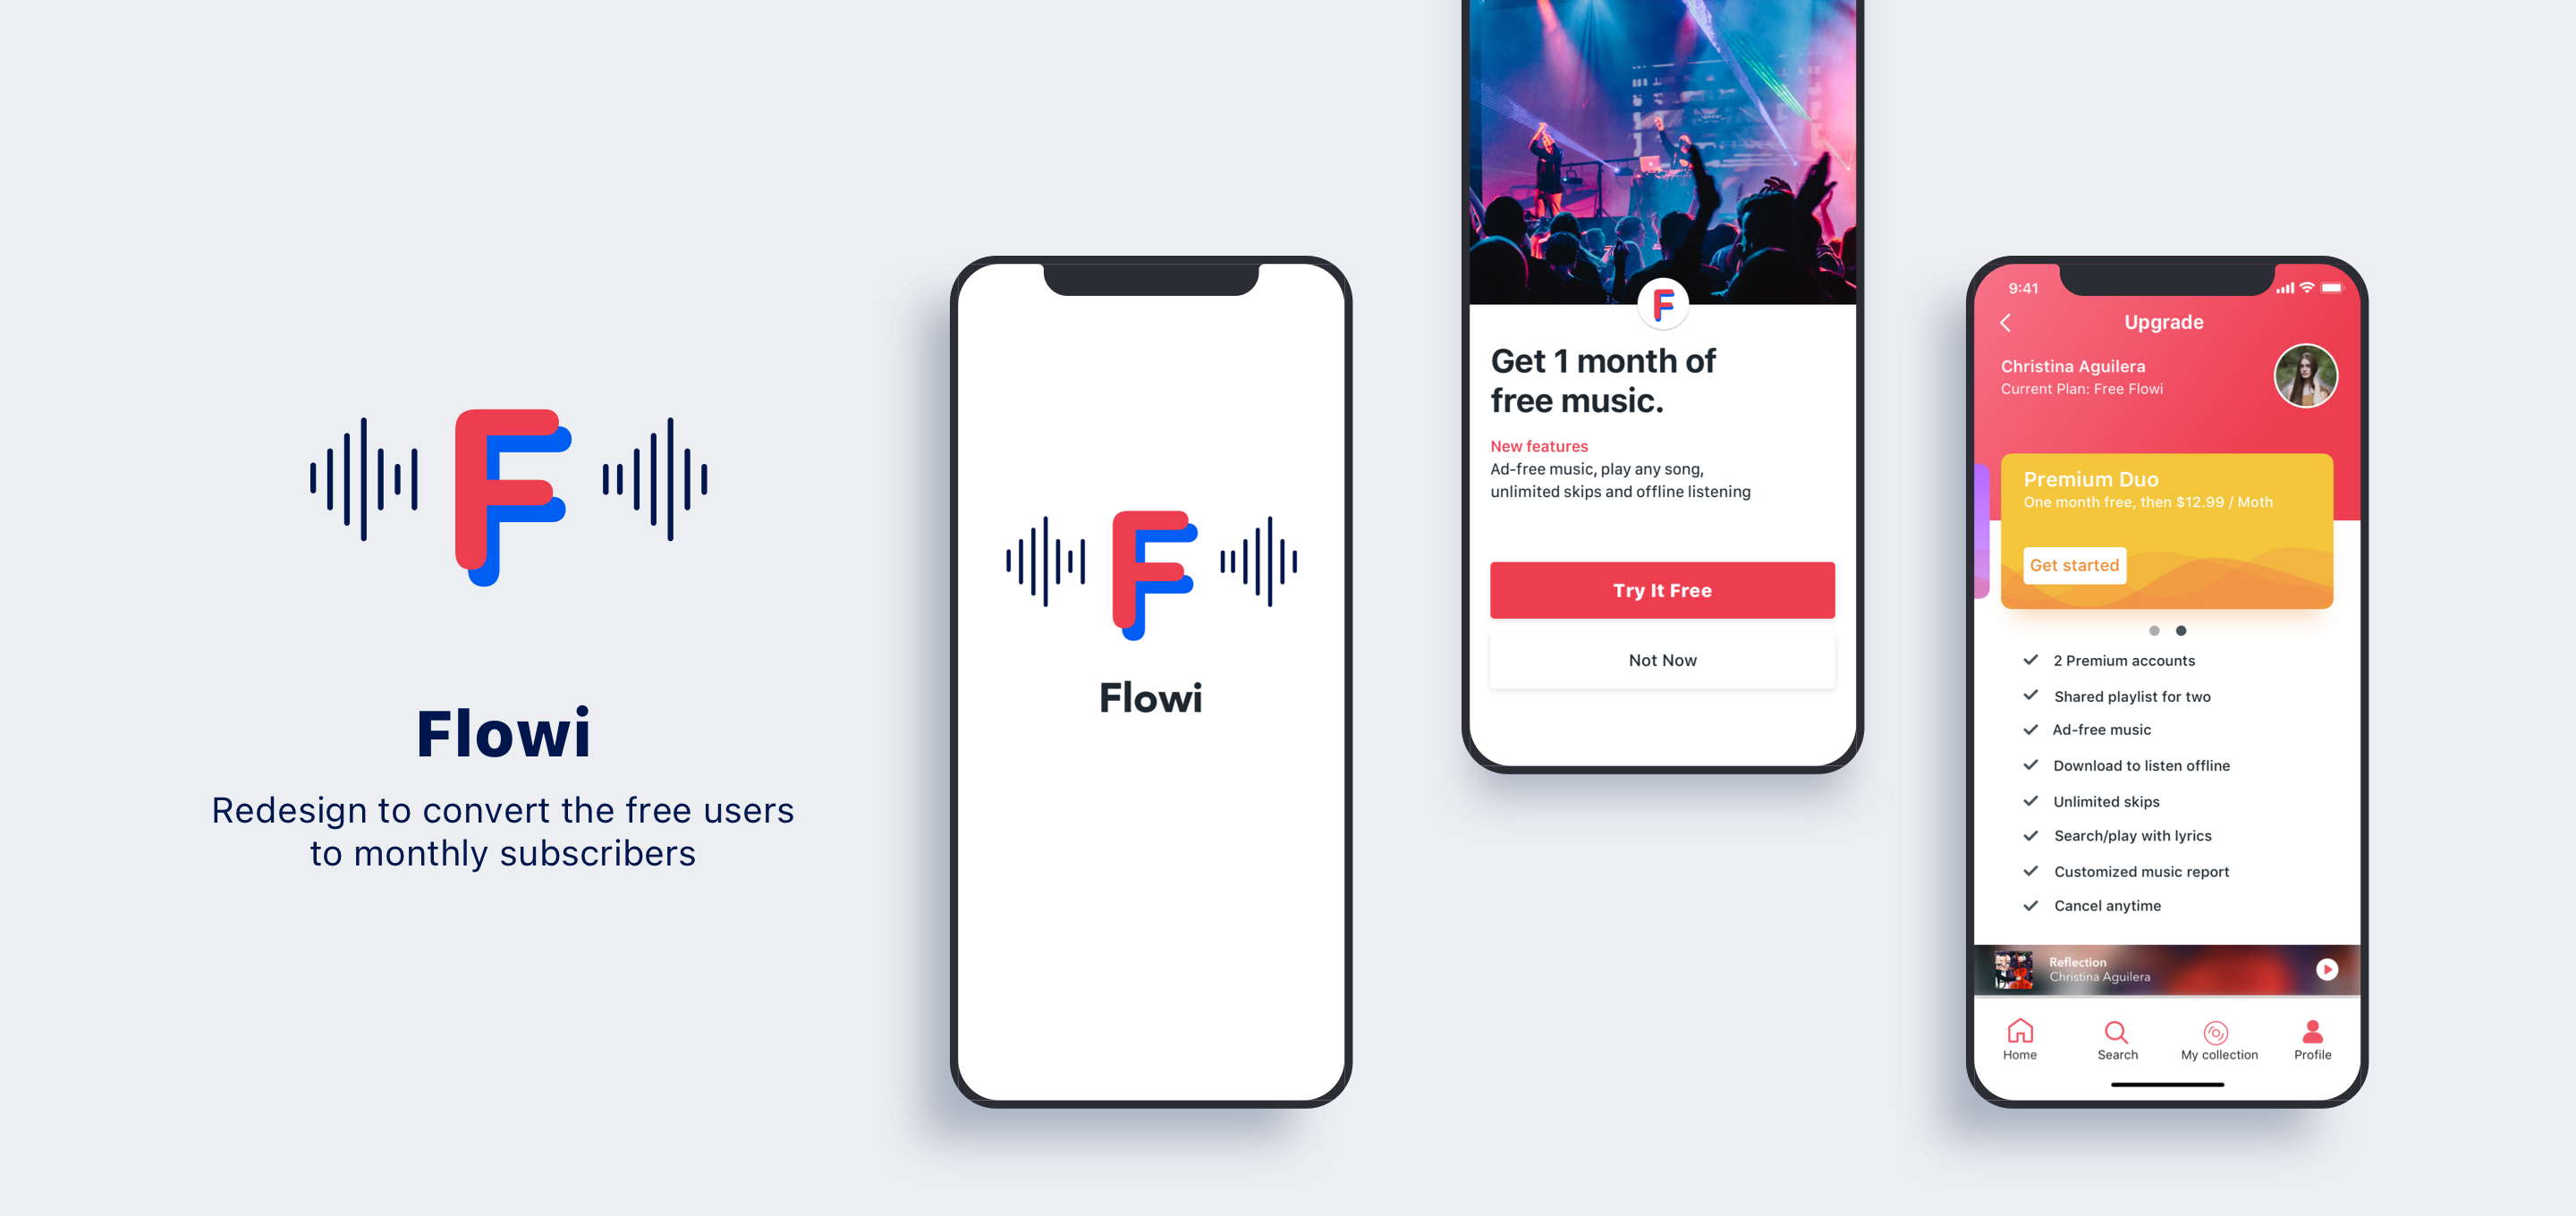 F
Flowi
Redesign to convert the free users
to monthly subscribers
F
Flowi
F
Get 1 month of
free music.
New features
Ad-free music, play any song,
unlimited skips and offline listening
Try It Free
Not Now
9:41
Upgrade
Christina Aguilera
Current Plan: Free Flowi
Premium Duo
One month free, then $12.99 / Moth
Get started
2 Premium accounts
Shared playlist for two
Ad-free music
Download to listen offline
Unlimited skips
Search/play with lyrics
Customized music report
Cancel anytime
Reflection
Christina Aguilera
Home
Search
My collection
Profile